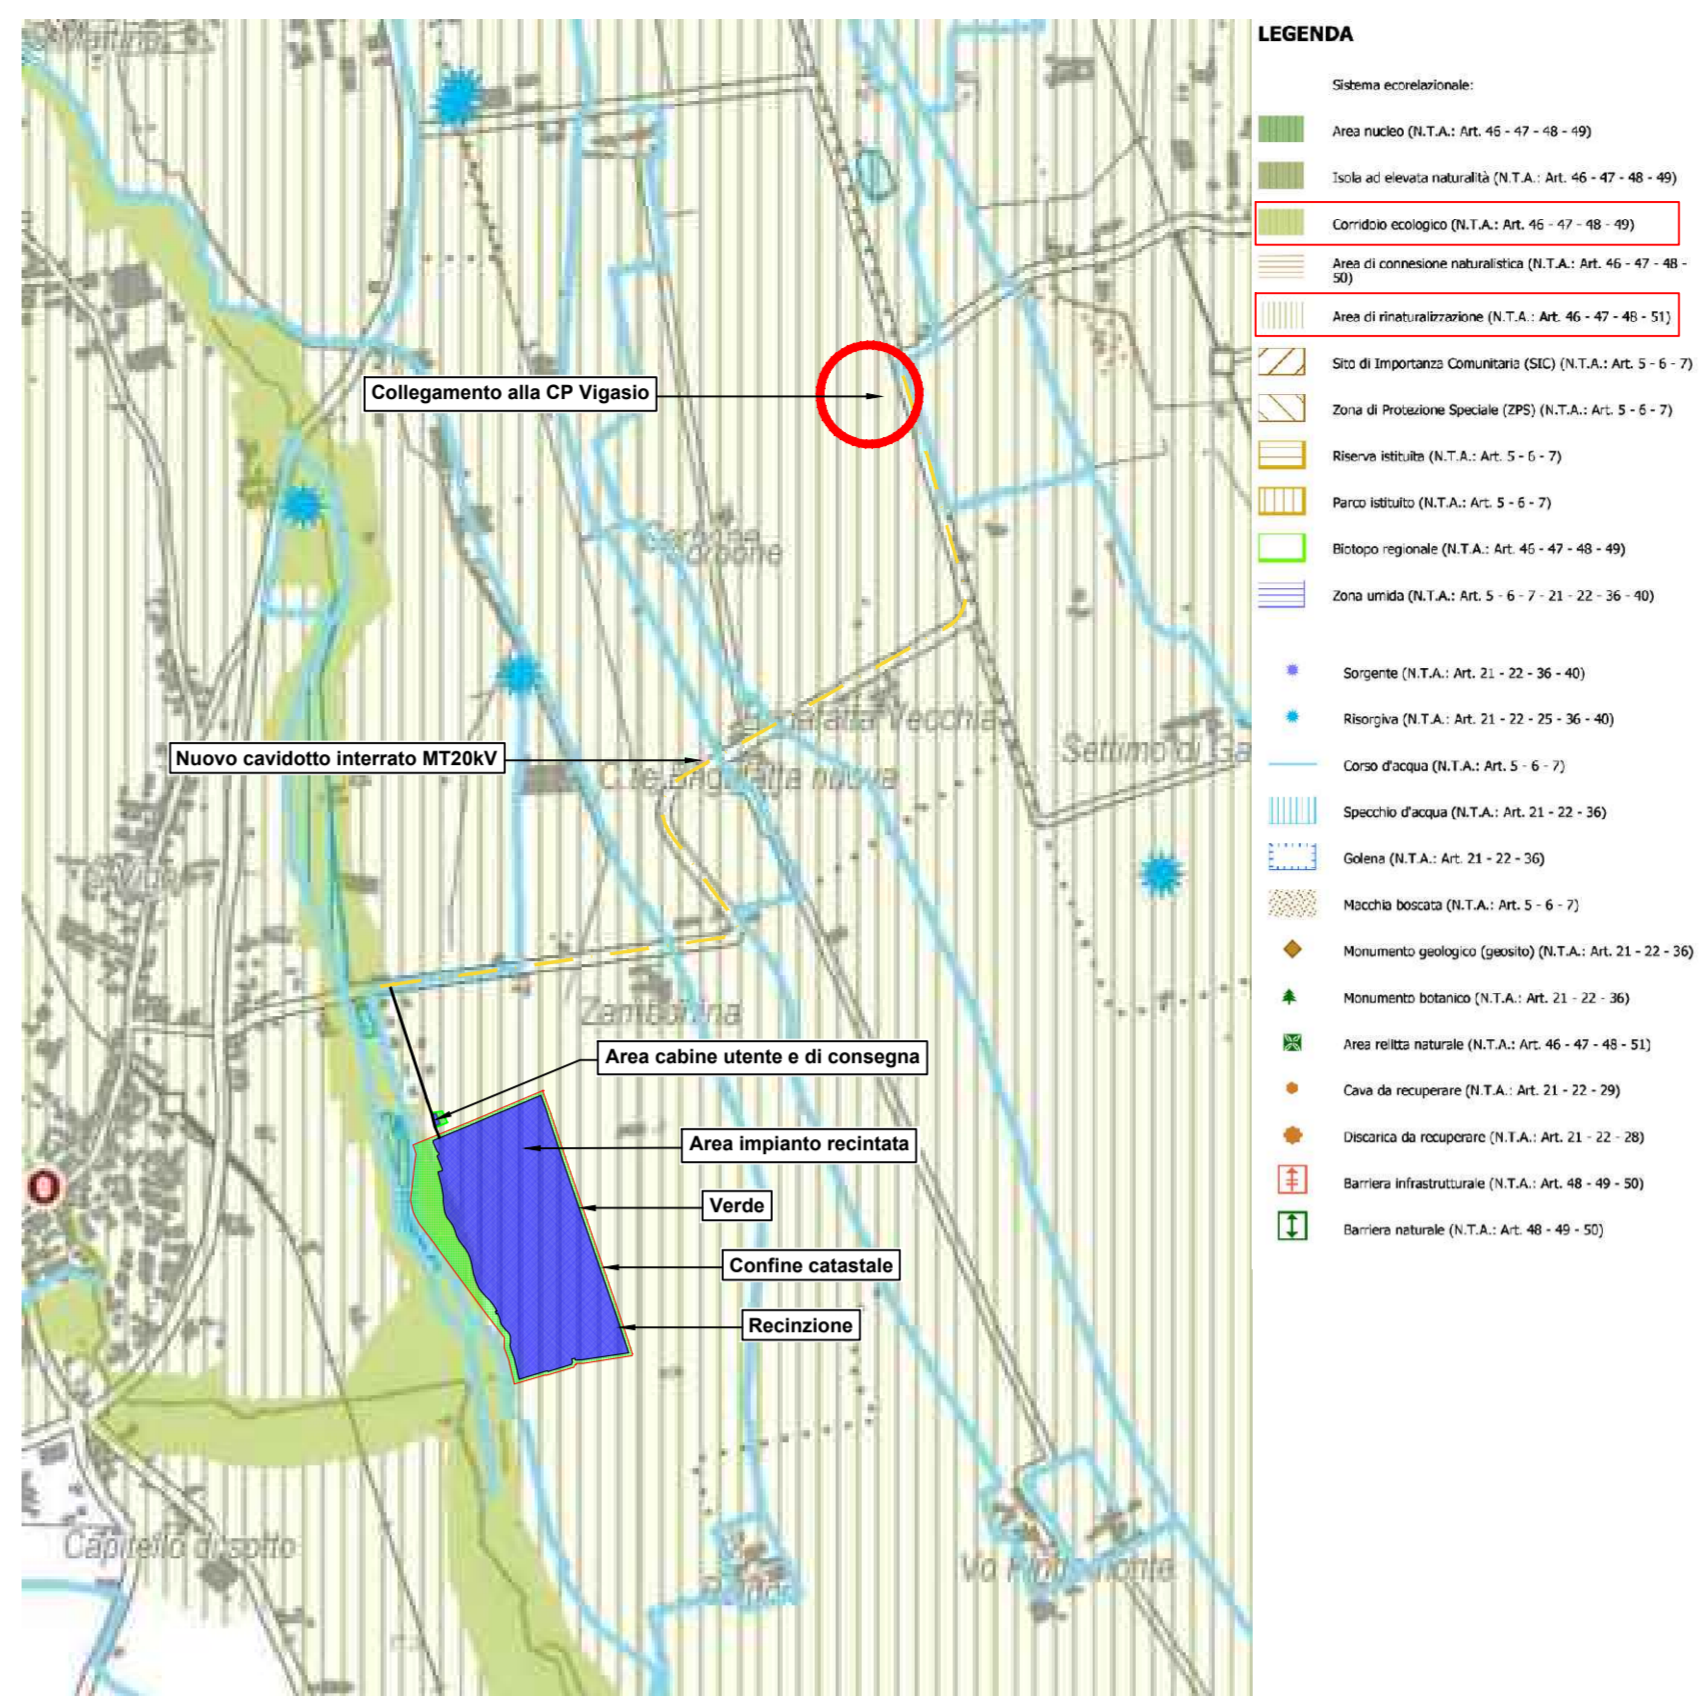 LEGENDA
Sistema ecorelazionale:
Area nucleo (N.T.A.: Art. 46 - 47 - 48 - 49)
Isola ad elevata naturalità (N.T.A.: Art. 46 - 47 - 48 - 49)
Corridoio ecologico (N.T.A.: Art. 46 - 47 - 48 - 49)
Area di connesione naturalistica (N.T.A.: Art. 46 - 47 - 48 -
50)
Area di rinaturalizzazione (N.T.A.: Art. 46 - 47 - 48 - 51)
Sito di Importanza Comunitaria (SIC) (N.T.A.: Art. 5 - 6 - 7)
Zona di Protezione Speciale (ZPS) (N.T.A.: Art. 5 - 6 - 7)
Riserva istituita (N.T.A.: Art. 5 - 6 - 7)
Parco istituito (N.T.A.: Art. 5 - 6 - 7)
Biotopo regionale (N.T.A.: Art. 46 - 47 - 48 - 49)
Zona umida (N.T.A.: Art. 5 - 6 - 7 - 21 - 22 - 36 - 40)
Sorgente (N.T.A.: Art. 21 - 22 - 36 - 40)
Risorgiva (N.T.A.: Art. 21 - 22 - 25 - 36 - 40)
Corso d'acqua (N.T.A.: Art. 5 - 6 - 7)
Specchio d'acqua (N.T.A.: Art. 21 - 22 - 36)
Golena (N.T.A.: Art. 21 - 22 - 36)
Macchia boscata (N.T.A.: Art. 5 - 6 - 7)
Monumento geologico (geosito) (N.T.A.: Art. 21 - 22 - 36)
Monumento botanico (N.T.A.: Art. 21 - 22 - 36)
Area relitta naturale (N.T.A.: Art. 46 - 47 - 48 - 51)
Cava da recuperare (N.T.A.: Art. 21 - 22 - 29)
Discarica da recuperare (N.T.A.: Art. 21 - 22 - 28)
Barriera infrastrutturale (N.T.A.: Art. 48 - 49 - 50)
Barriera naturale (N.T.A.: Art. 48 - 49 - 50)
Collegamento alla CP Vigasio
Vecchia
Settimo di Ga
Nuovo cavidotto interrato MT20kV
nuova
Zamborina
Area cabine utente e di consegna
Area impianto recintata
Verde
Confine catastale
Recinzione
Capitello di sotto